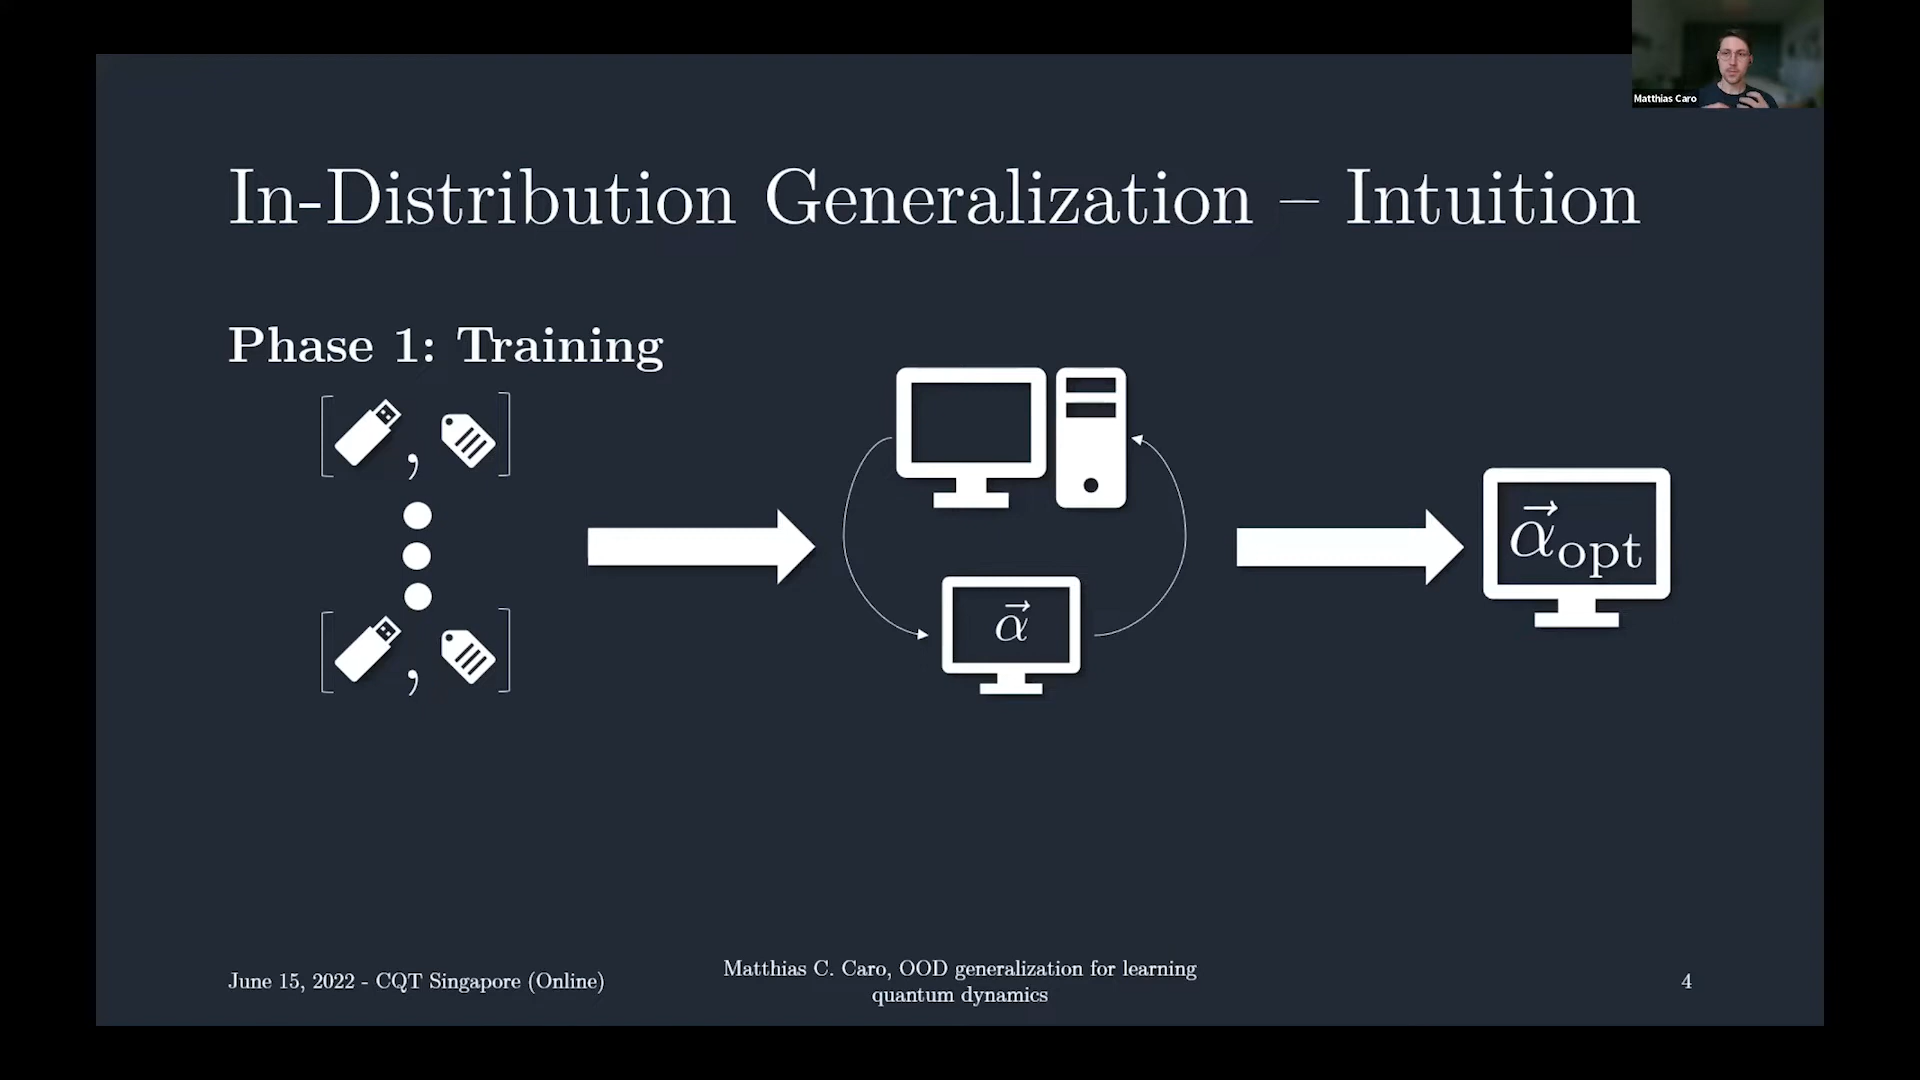 Matthias Caro
In-Distribution Generalization – Intuition
Phase 1: Training
[ , ]
[ , ]
α⃗
α⃗opt
June 15, 2022 - CQT Singapore (Online)
Matthias C. Caro, OOD generalization for learning
quantum dynamics
4